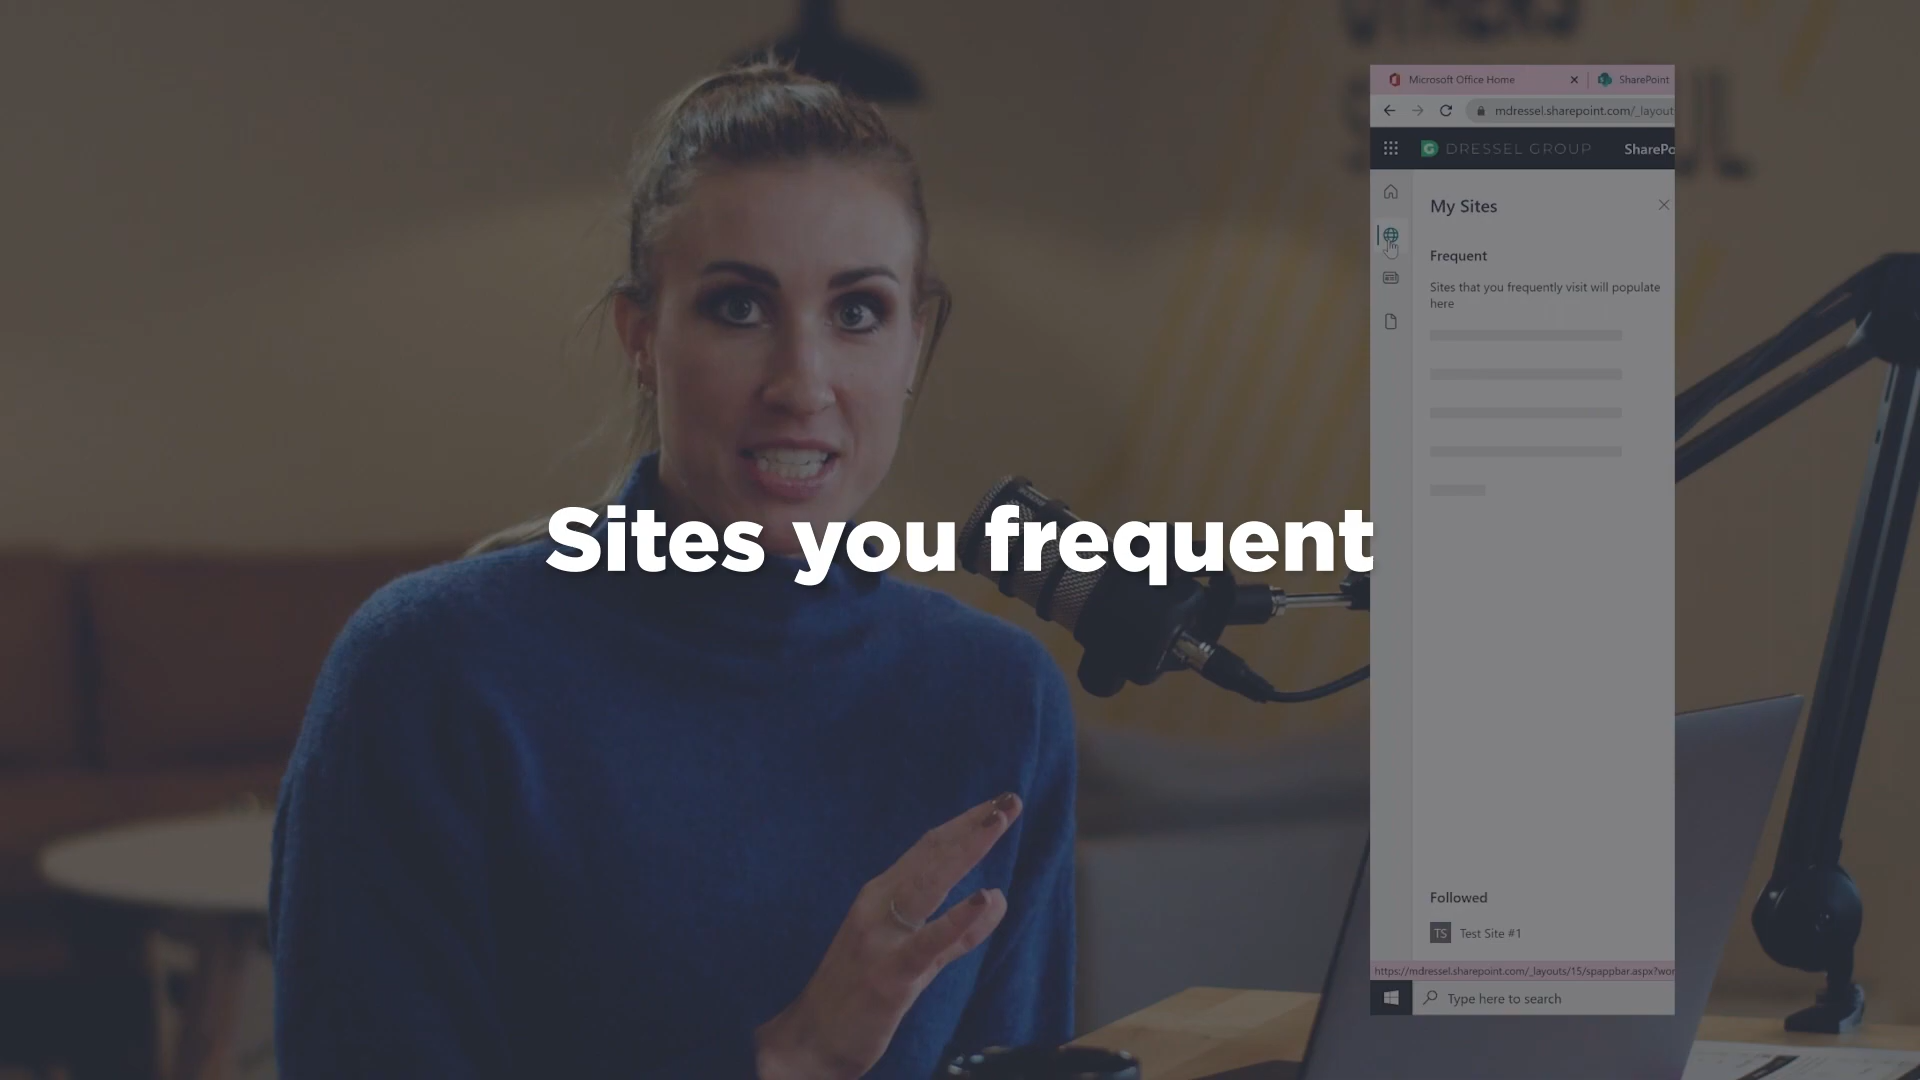 Microsoft Office Home
SharePoint
mdressel.sharepoint.com/_layout
DRESSEL GROUP
SharePo
My Sites
Frequent
Sites that you frequently visit will populate
here
Sites you frequent
Followed
TS Test Site #1
https://mdressel.sharepoint.com/_layouts/15/spappbar.aspx?wor
Type here to search